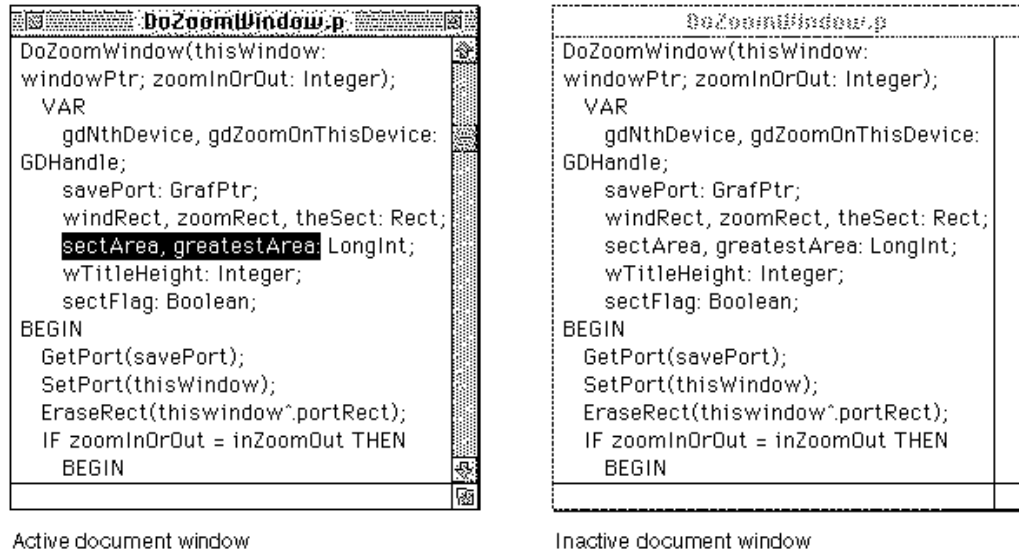 DoZoomWindow.p
DoZoomWindow(thisWindow:
windowPtr; zoomInOrOut: Integer);
VAR
gdNthDevice, gdZoomOnThisDevice:
GDHandle;
savePort: GrafPtr;
windRect, zoomRect, theSect: Rect;
sectArea, greatestArea: LongInt;
wTitleHeight: Integer;
sectFlag: Boolean;
BEGIN
GetPort(savePort);
SetPort(thisWindow);
EraseRect(thiswindow^.portRect);
IF zoomInOrOut = inZoomOut THEN
BEGIN
Active document window
DoZoomWindow.p
DoZoomWindow(thisWindow:
windowPtr; zoomInOrOut: Integer);
VAR
gdNthDevice, gdZoomOnThisDevice:
GDHandle;
savePort: GrafPtr;
windRect, zoomRect, theSect: Rect;
sectArea, greatestArea: LongInt;
wTitleHeight: Integer;
sectFlag: Boolean;
BEGIN
GetPort(savePort);
SetPort(thisWindow);
EraseRect(thiswindow^.portRect);
IF zoomInOrOut = inZoomOut THEN
BEGIN
Inactive document window